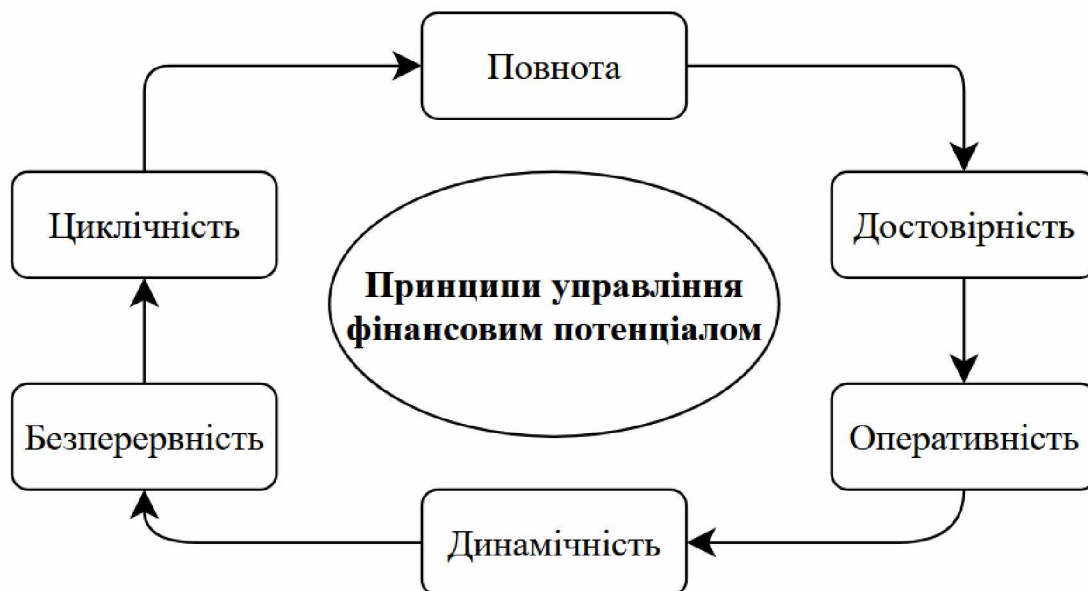 Повнота
Циклічність
Достовірність
Принципи управління
фінансовим потенціалом
Безперервність
Оперативність
Динамічність